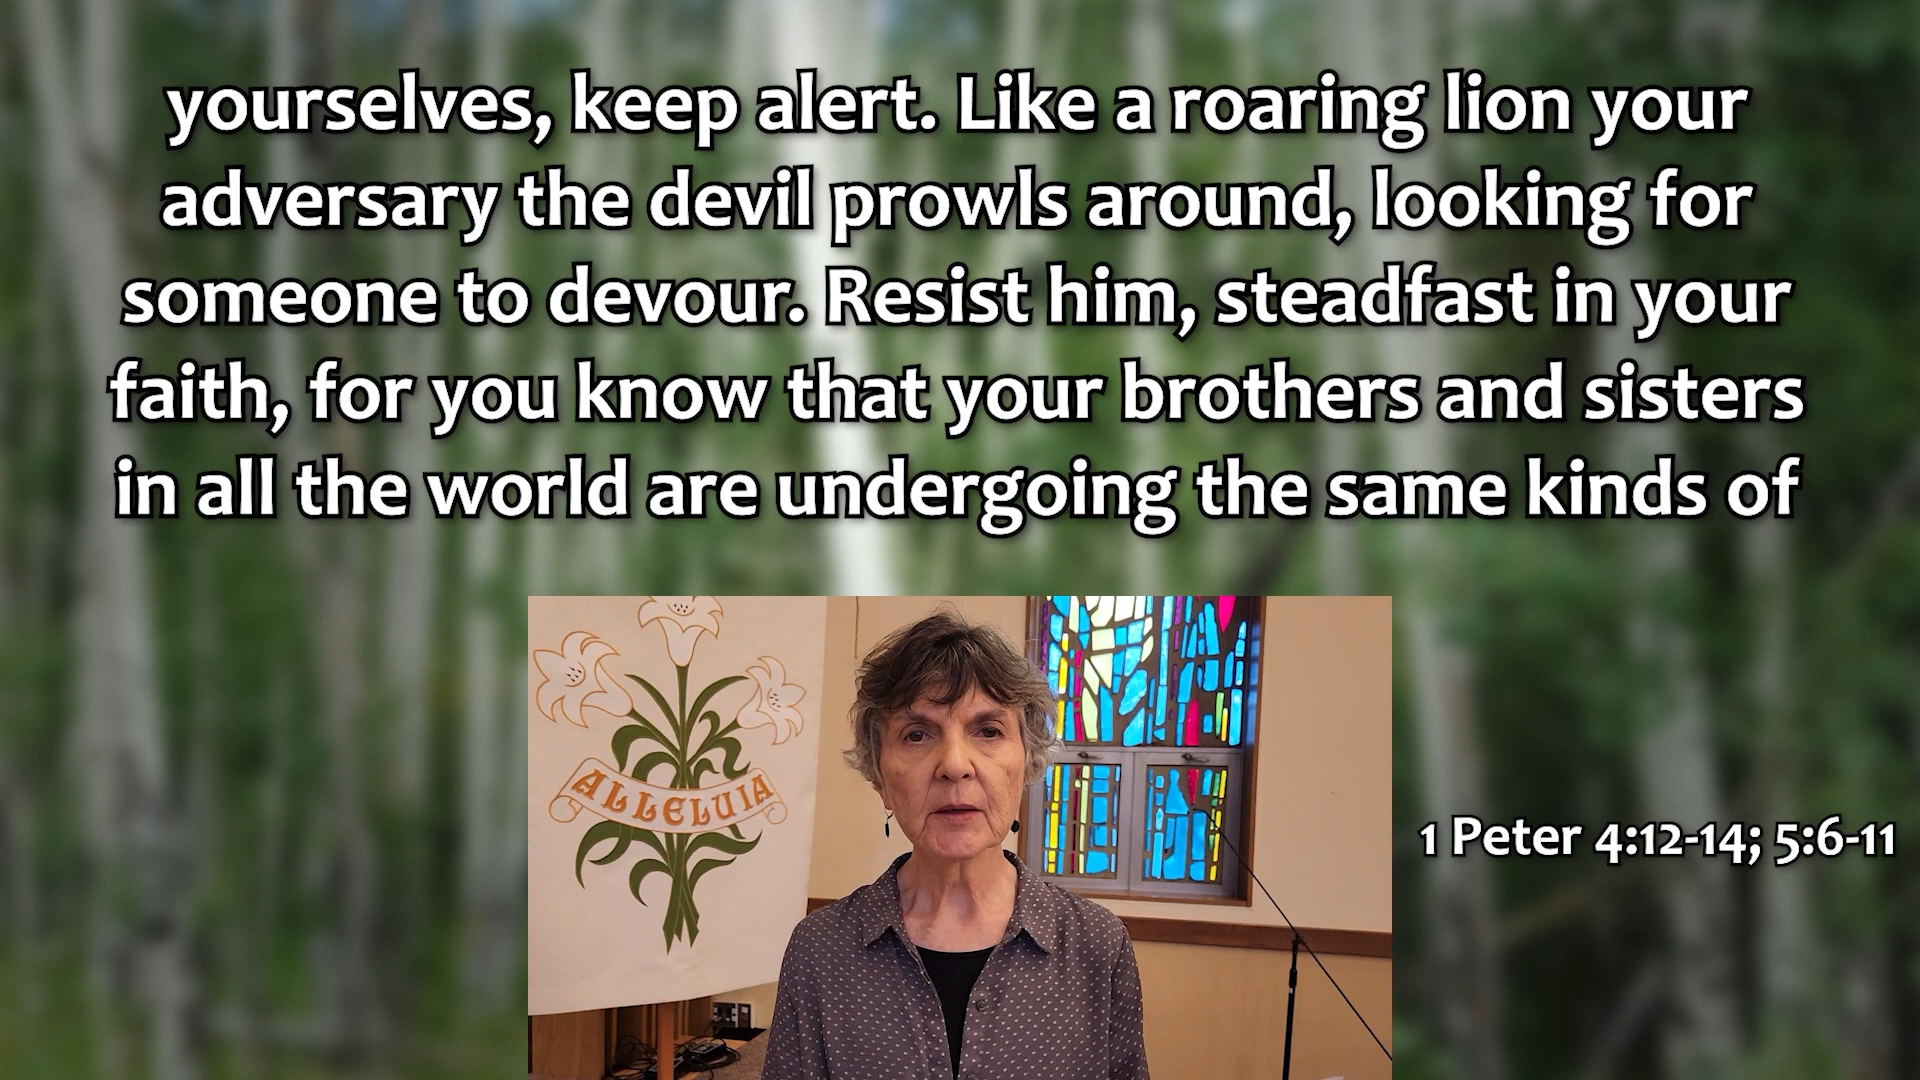 yourselves, keep alert. Like a roaring lion your
adversary the devil prowls around, looking for
someone to devour. Resist him, steadfast in your
faith, for you know that your brothers and sisters
in all the world are undergoing the same kinds of
ALLELUIA
1 Peter 4:12-14; 5:6-11